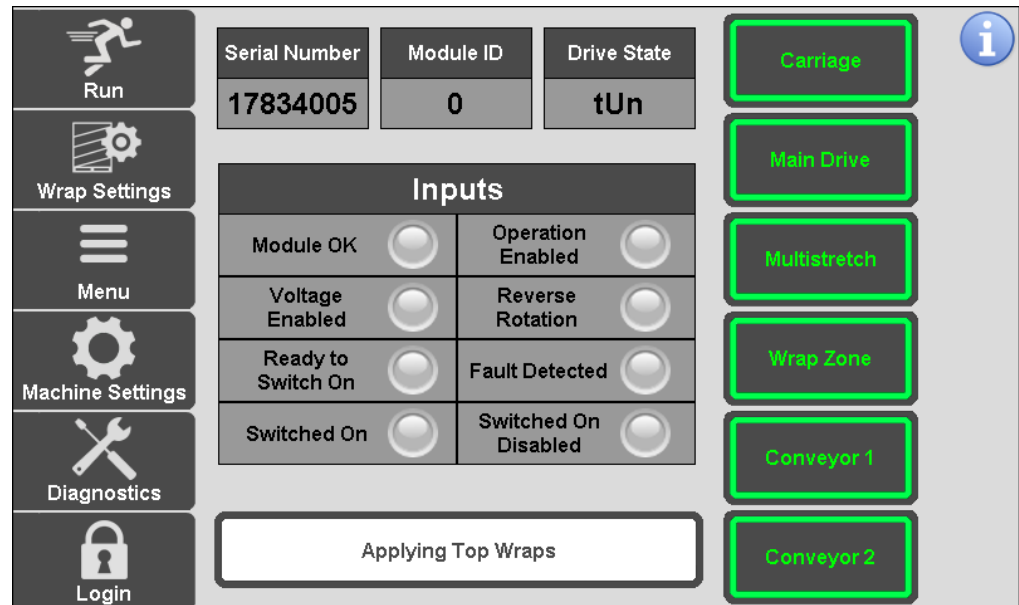 Run
Wrap Settings
Menu
Machine Settings
Diagnostics
Login
Serial Number
17834005
Module ID
0
Drive State
tUn
Inputs
Module OK
Operation
Enabled
Voltage
Enabled
Reverse
Rotation
Ready to
Switch On
Fault Detected
Switched On
Switched On
Disabled
Applying Top Wraps
Carriage
Main Drive
Multistretch
Wrap Zone
Conveyor 1
Conveyor 2
i